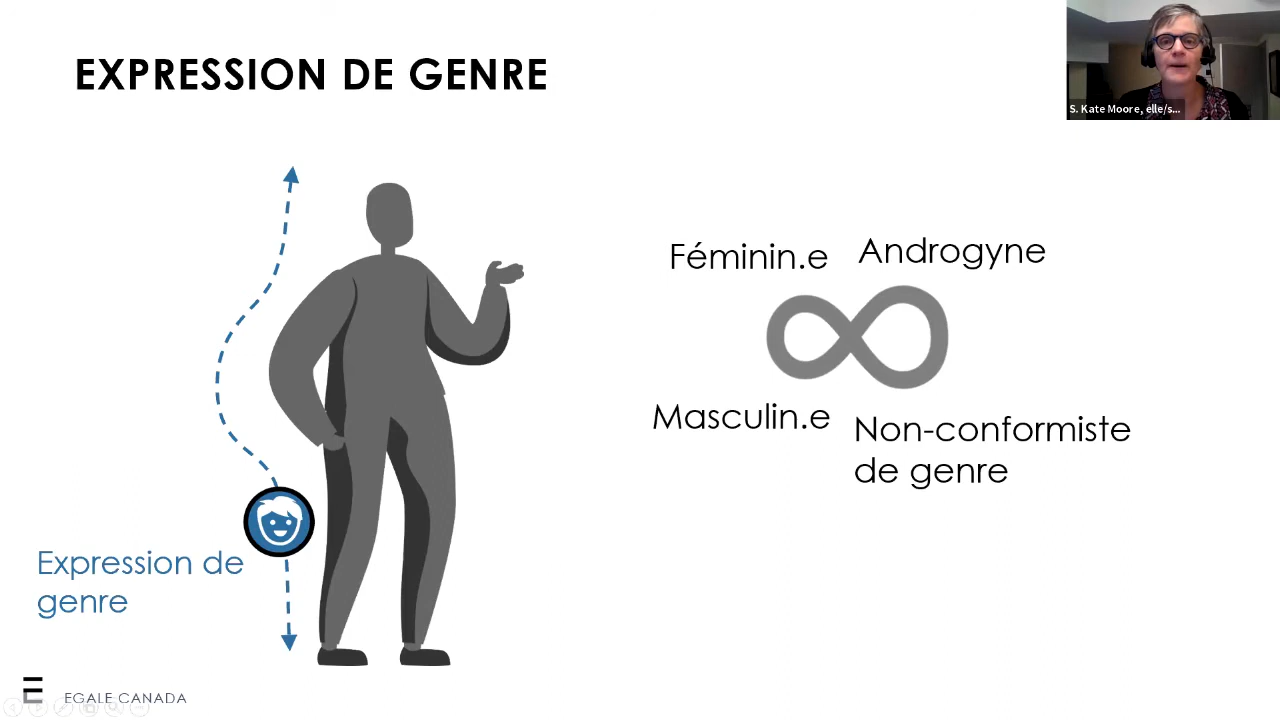 EXPRESSION DE GENRE
S. Kate Moore, elle/s...
Féminin.e
Androgyne
Masculin.e
Non-conformiste
de genre
Expression de
genre
EGALE CANADA